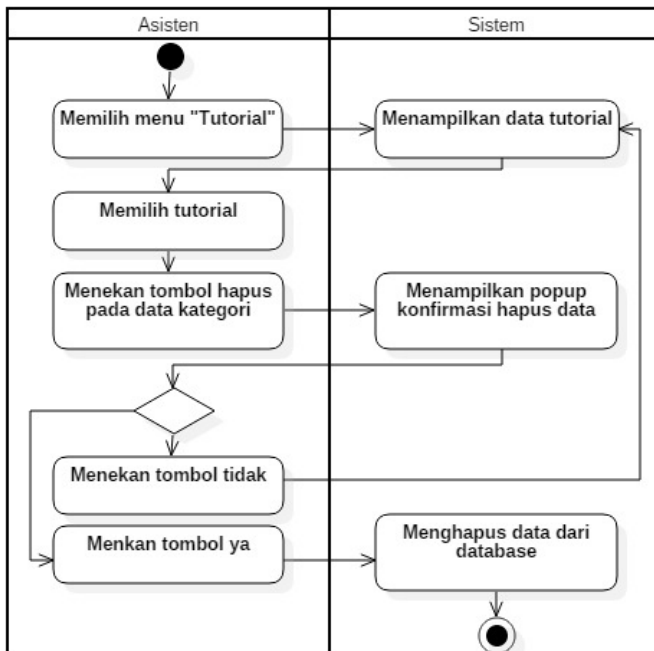 Asisten
Sistem
Memilih menu "Tutorial"
Menampilkan data tutorial
Memilih tutorial
Menekan tombol hapus
pada data kategori
Menampilkan popup
konfirmasi hapus data
Menekan tombol tidak
Menkan tombol ya
Menghapus data dari
database